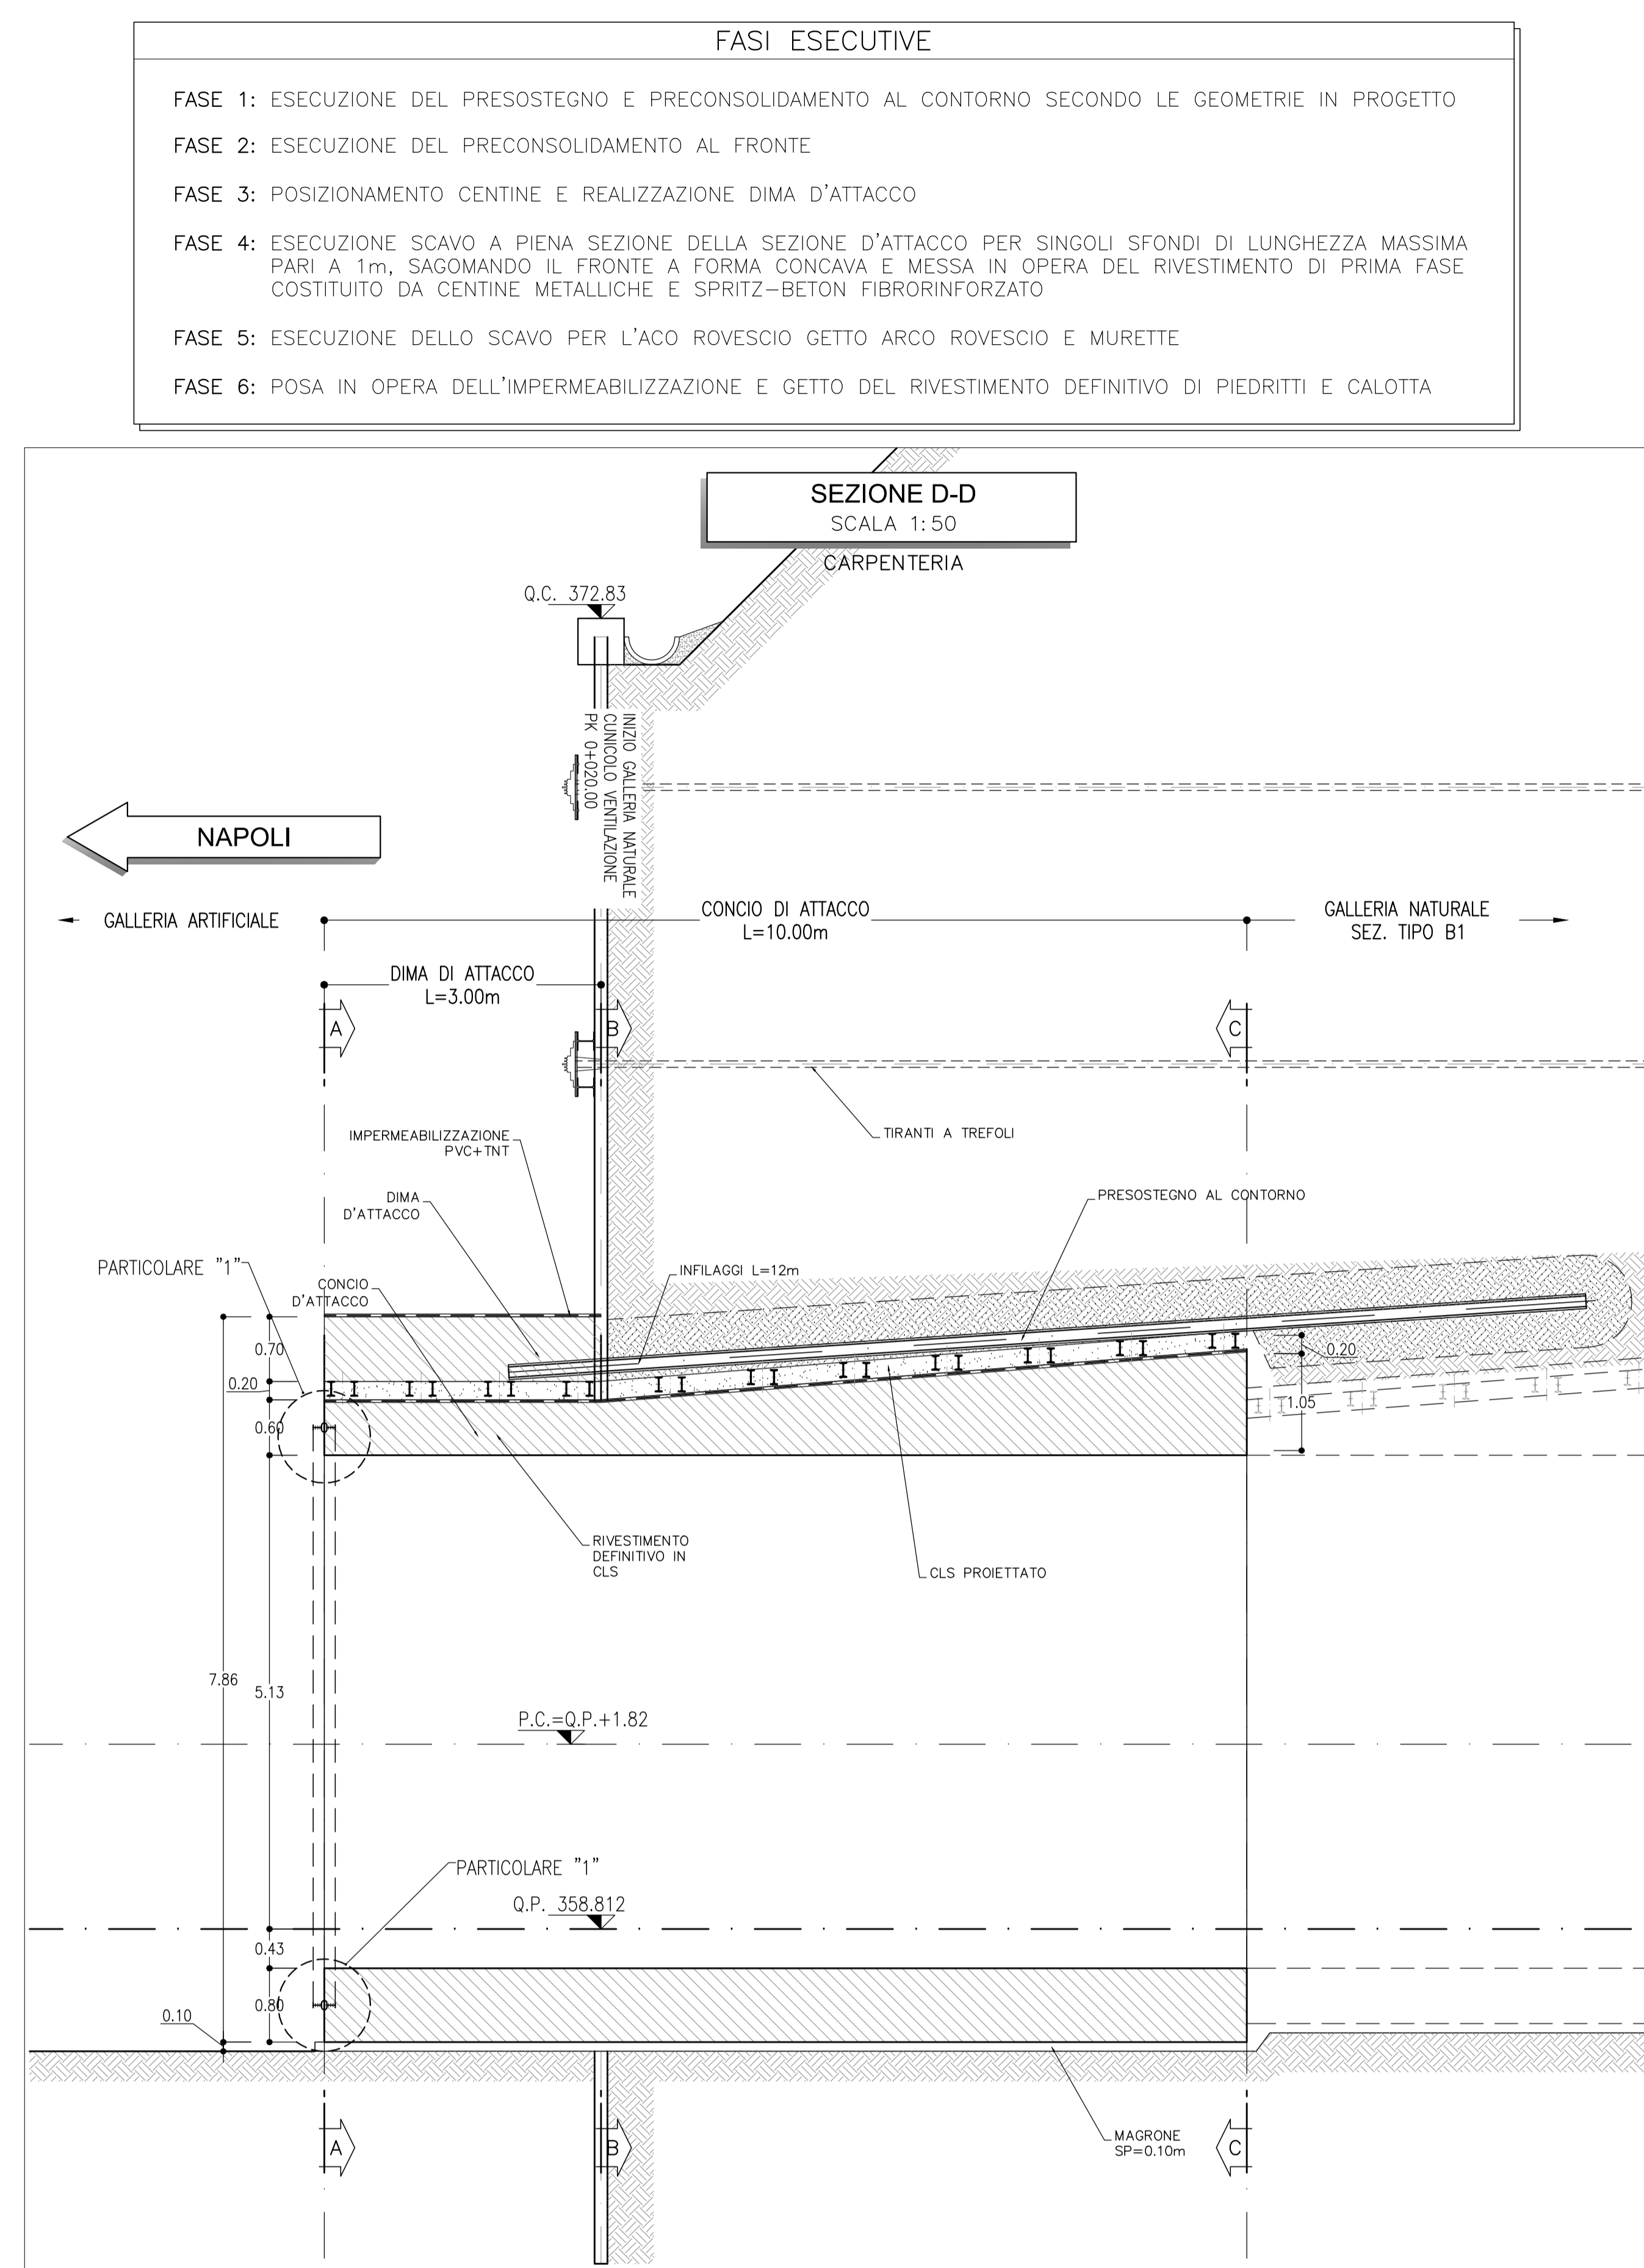 FASI ESECUTIVE
FASE 1: ESECUZIONE DEL PRESOSTEGNO E PRECONSOLIDAMENTO AL CONTORNO SECONDO LE GEOMETRIE IN PROGETTO
FASE 2: ESECUZIONE DEL PRECONSOLIDAMENTO AL FRONTE
FASE 3: POSIZIONAMENTO CENTINE E REALIZZAZIONE DIMA D'ATTACCO
FASE 4: ESECUZIONE SCAVO A PIENA SEZIONE DELLA SEZIONE D'ATTACCO PER SINGOLI SFONDI DI LUNGHEZZA MASSIMA
PARI A 1m, SAGOMANDO IL FRONTE A FORMA CONCAVA E MESSA IN OPERA DEL RIVESTIMENTO DI PRIMA FASE
COSTITUITO DA CENTINE METALLICHE E SPRITZ-BETON FIBRORINFORZATO
FASE 5: ESECUZIONE DELLO SCAVO PER L'ACO ROVESCIO GETTO ARCO ROVESCIO E MURETTE
FASE 6: POSA IN OPERA DELL'IMPERMEABILIZZAZIONE E GETTO DEL RIVESTIMENTO DEFINITIVO DI PIEDRITTI E CALOTTA
SEZIONE D-D
SCALA 1:50
CARPENTERIA
Q.C. 372.83
INIZIO GALLERIA NATURALE
CUNICOLO VENTILAZIONE
PK 0+020.00
NAPOLI
GALLERIA ARTIFICIALE
CONCIO DI ATTACCO
L=10.00m
GALLERIA NATURALE
SEZ. TIPO B1
DIMA DI ATTACCO
L=3.00m
A
B
C
TIRANTI A TREFOLI
IMPERMEABILIZZAZIONE
PVC+TNT
DIMA
D'ATTACCO
PRESOSTEGNO AL CONTORNO
PARTICOLARE "1"
CONCIO
D'ATTACCO
INFILAGGI L=12m
0.70
0.20
0.60
0.20
1.05
RIVESTIMENTO
DEFINITIVO IN
CLS
CLS PROIETTATO
7.86
5.13
P.C.=Q.P.+1.82
PARTICOLARE "1"
Q.P. 358.812
0.43
0.80
0.10
MAGRONE
SP=0.10m
A
B
C